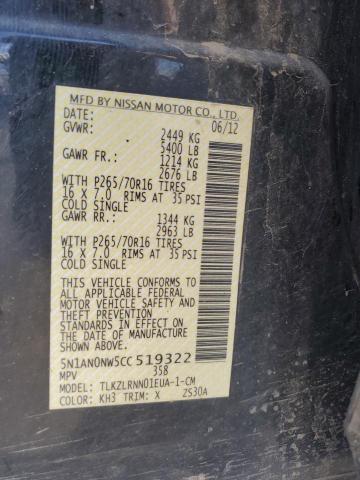 MFD BY NISSAN MOTOR CO., LTD.
DATE: 06/12
GVWR: 2449 KG
5400 LB
GAWR FR.: 1214 KG
2676 LB
WITH P265/70R16 TIRES
16 X 7.0 RIMS AT 35 PSI
COLD SINGLE
GAWR RR.: 1344 KG
2963 LB
WITH P265/70R16 TIRES
16 X 7.0 RIMS AT 35 PSI
COLD SINGLE
THIS VEHICLE CONFORMS TO
ALL APPLICABLE FEDERAL
MOTOR VEHICLE SAFETY AND
THEFT PREVENTION
STANDARDS IN EFFECT ON
THE DATE OF MANUFACTURE
SHOWN ABOVE.
5N1AN0NW5CC 519322
MPV 358
MODEL: TLKZLRNN01EUA-1-CM
COLOR: KH3 TRIM: X ZS30A